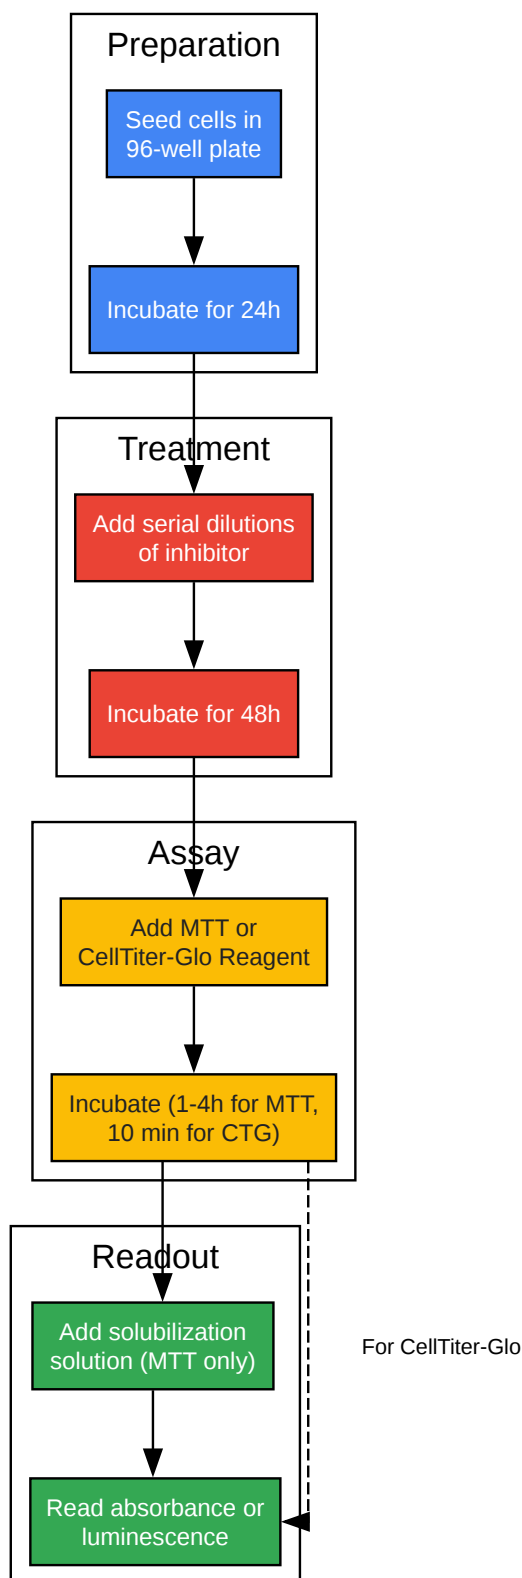 Preparation
Seed cells in
96-well plate
Incubate for 24h
Treatment
Add serial dilutions
of inhibitor
Incubate for 48h
Assay
Add MTT or
CellTiter-Glo Reagent
Incubate (1-4h for MTT,
10 min for CTG)
Readout
Add solubilization
solution (MTT only)
For CellTiter-Glo
Read absorbance or
luminescence